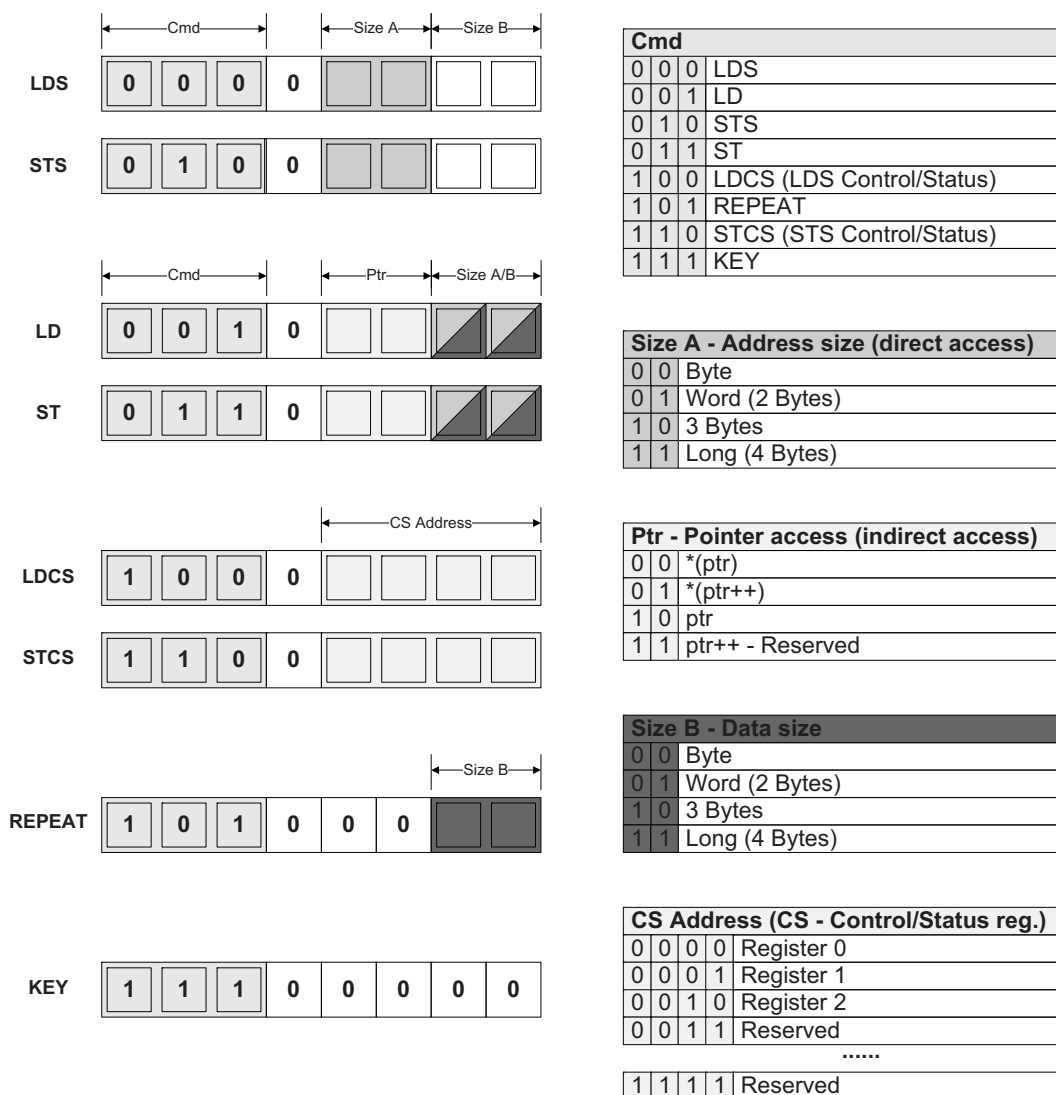 Cmd Size A Size B
LDS 0 0 0 0
STS 0 1 0 0
Cmd Ptr Size A/B
LD 0 0 1 0
ST 0 1 1 0
CS Address
LDCS 1 0 0 0
STCS 1 1 0 0
Size B
REPEAT 1 0 1 0 0 0
KEY 1 1 1 0 0 0 0 0
Cmd
0 0 0 LDS
0 0 1 LD
0 1 0 STS
0 1 1 ST
1 0 0 LDCS (LDS Control/Status)
1 0 1 REPEAT
1 1 0 STCS (STS Control/Status)
1 1 1 KEY
Size A - Address size (direct access)
0 0 Byte
0 1 Word (2 Bytes)
1 0 3 Bytes
1 1 Long (4 Bytes)
Ptr - Pointer access (indirect access)
0 0 *(ptr)
0 1 *(ptr++)
1 0 ptr
1 1 ptr++ - Reserved
Size B - Data size
0 0 Byte
0 1 Word (2 Bytes)
1 0 3 Bytes
1 1 Long (4 Bytes)
CS Address (CS - Control/Status reg.)
0 0 0 0 Register 0
0 0 0 1 Register 1
0 0 1 0 Register 2
0 0 1 1 Reserved
......
1 1 1 1 Reserved